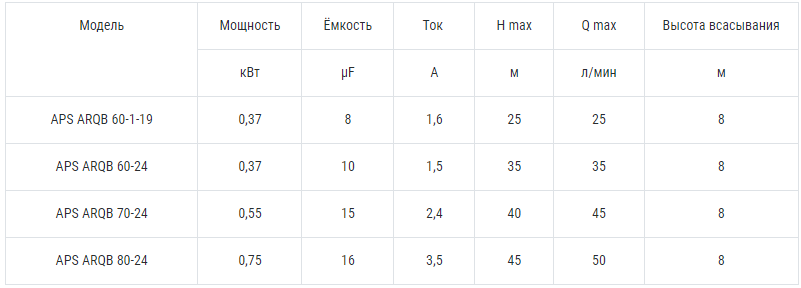 Модель Мощность Ёмкость Ток H max Q max Высота всасывания
кВт µF А м л/мин м
APS ARQB 60-1-19 0,37 8 1,6 25 25 8
APS ARQB 60-24 0,37 10 1,5 35 35 8
APS ARQB 70-24 0,55 15 2,4 40 45 8
APS ARQB 80-24 0,75 16 3,5 45 50 8